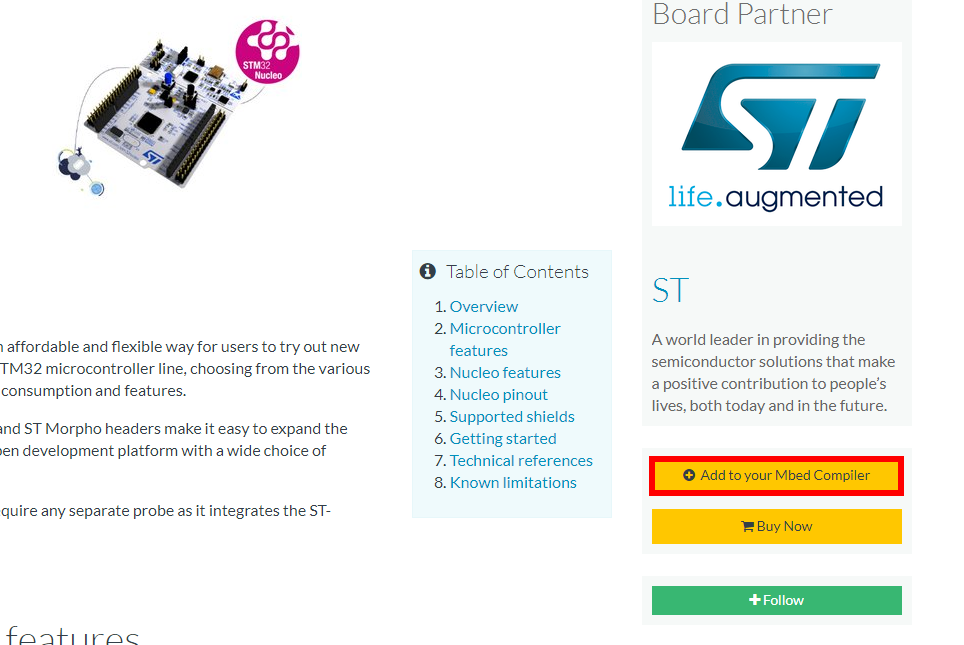 STM32
Nucleo
ST
n affordable and flexible way for users to try out new
TM32 microcontroller line, choosing from the various
consumption and features.
and ST Morpho headers make it easy to expand the
pen development platform with a wide choice of
equire any separate probe as it integrates the ST-
features
Table of Contents
1. Overview
2. Microcontroller
features
3. Nucleo features
4. Nucleo pinout
5. Supported shields
6. Getting started
7. Technical references
8. Known limitations
Board Partner
ST
life.augmented
ST
A world leader in providing the
semiconductor solutions that make
a positive contribution to people’s
lives, both today and in the future.
Add to your Mbed Compiler
Buy Now
Follow